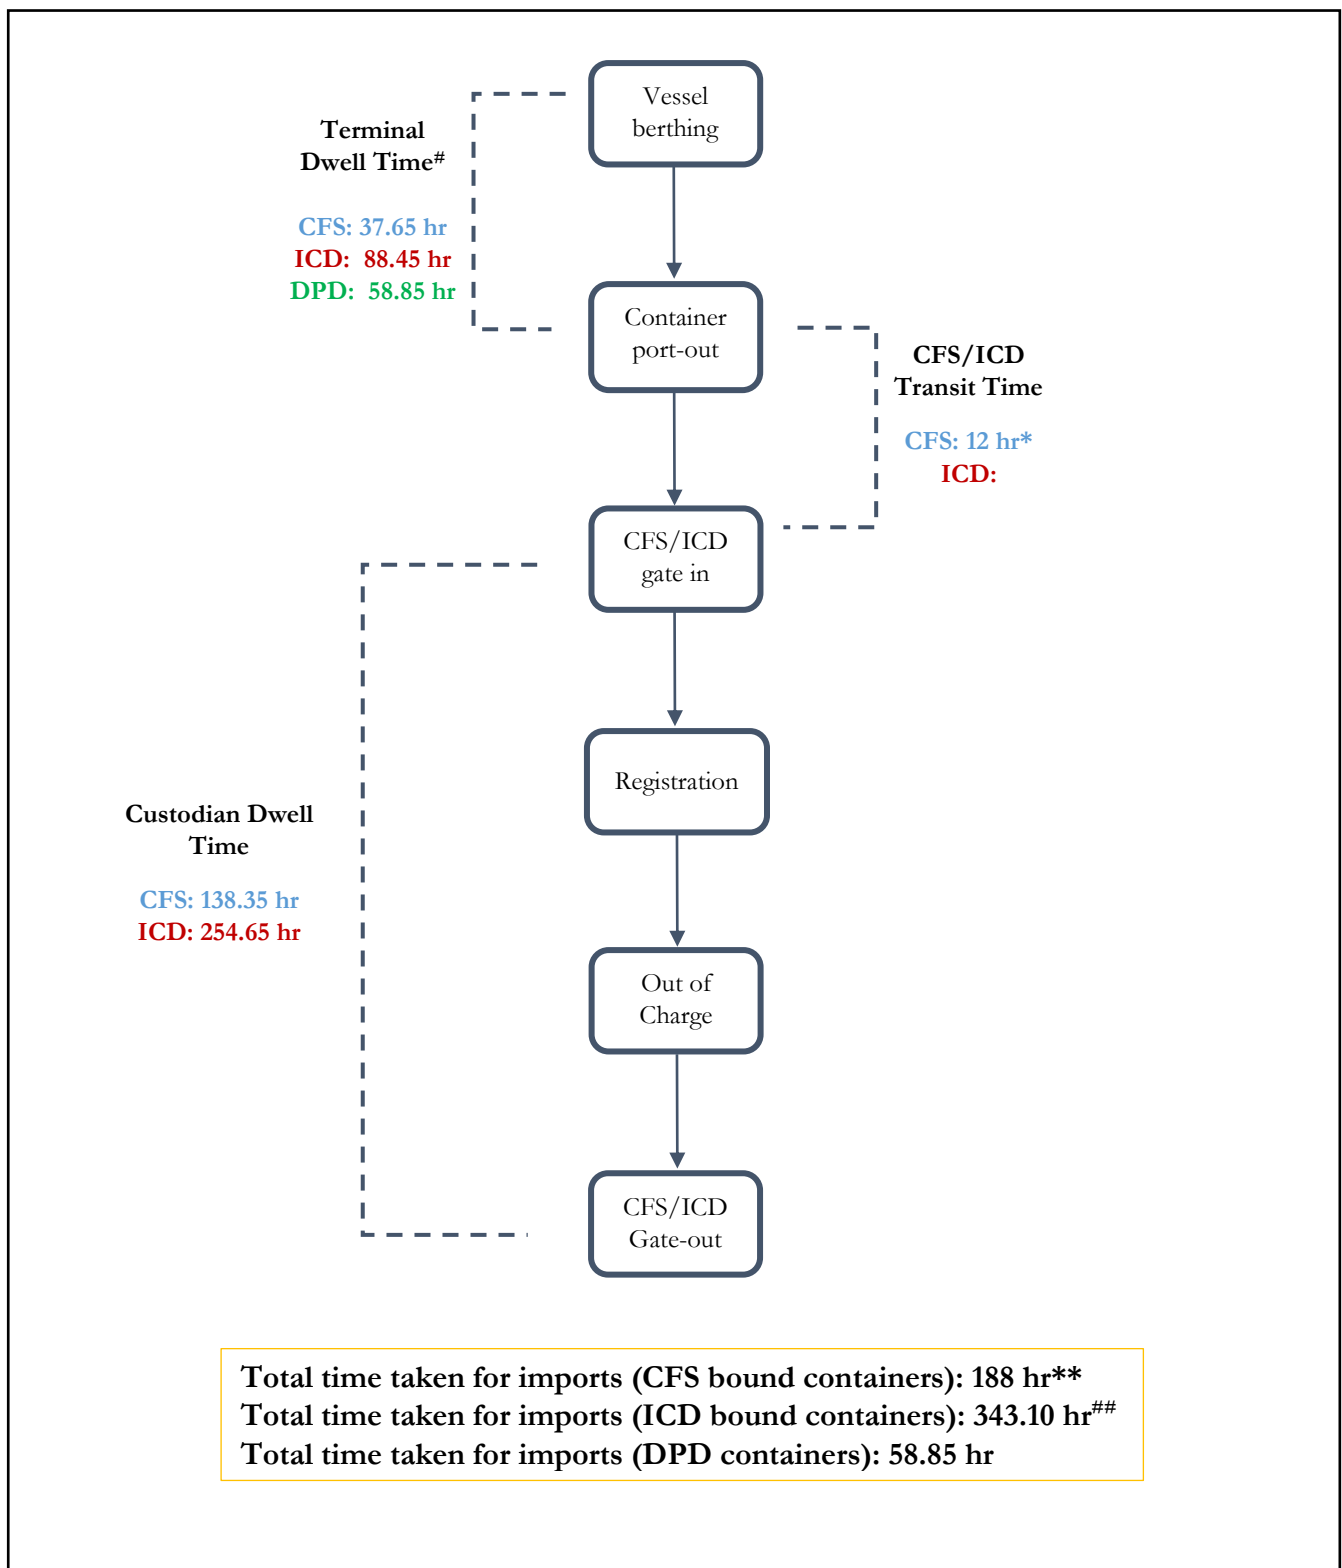 Vessel
berthing
Terminal
Dwell Time#
CFS: 37.65 hr
ICD: 88.45 hr
DPD: 58.85 hr
Container
port-out
CFS/ICD
Transit Time
CFS: 12 hr*
ICD:
CFS/ICD
gate in
Registration
Custodian Dwell
Time
CFS: 138.35 hr
ICD: 254.65 hr
Out of
Charge
CFS/ICD
Gate-out
Total time taken for imports (CFS bound containers): 188 hr**
Total time taken for imports (ICD bound containers): 343.10 hr##
Total time taken for imports (DPD containers): 58.85 hr